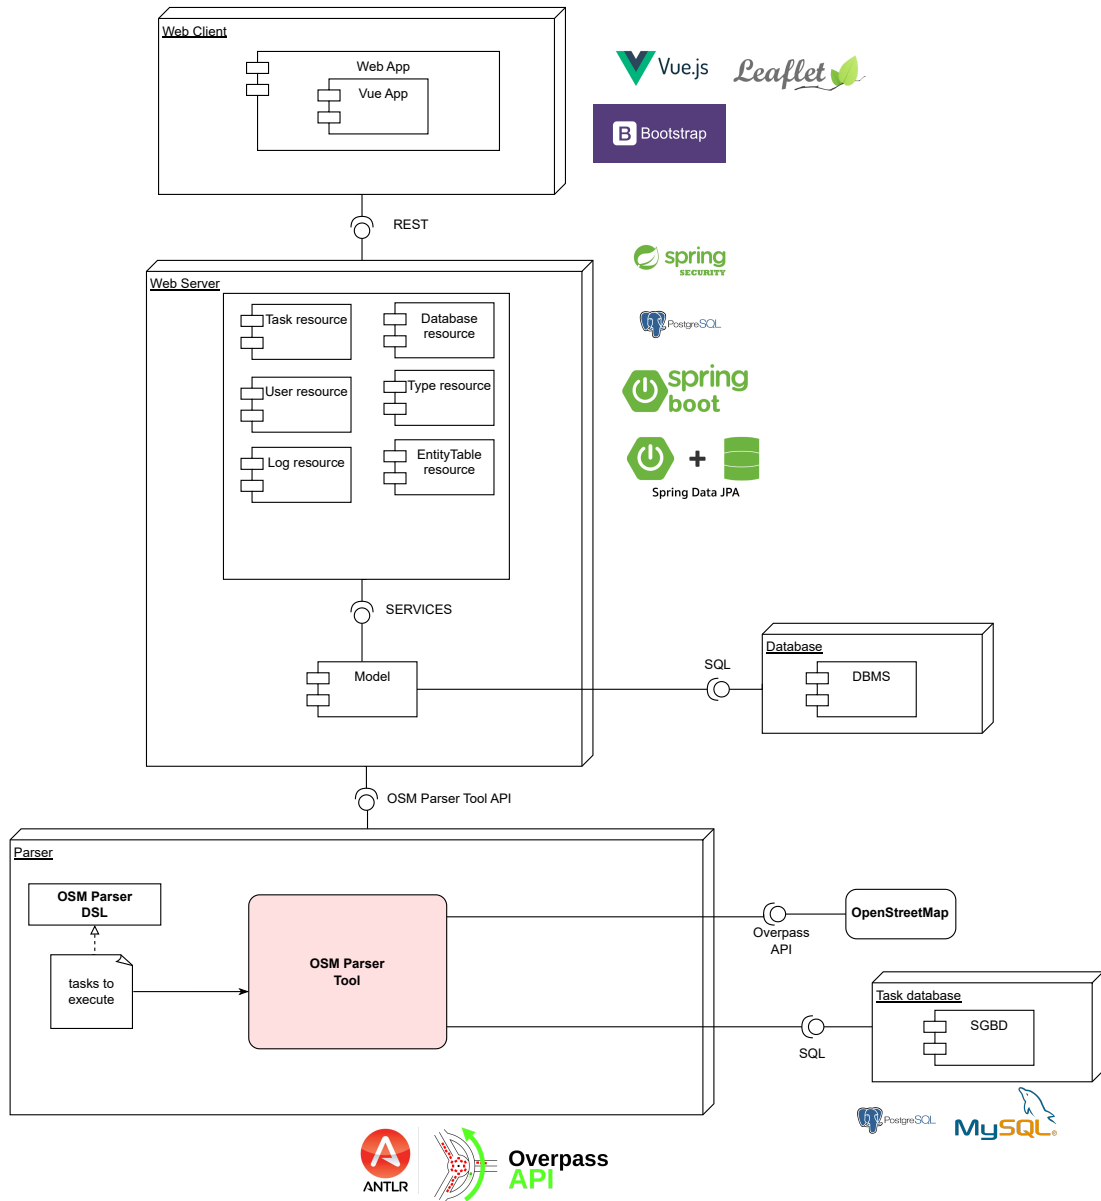 Web Client
Web App
Vue App
Vue.js
Leaflet
B Bootstrap
REST
Web Server
Task resource
Database
resource
User resource
Type resource
Log resource
EntityTable
resource
spring
SECURITY
PostgreSQL
spring
boot
+
Spring Data JPA
SERVICES
Model
SQL
Database
DBMS
OSM Parser Tool API
Parser
OSM Parser
DSL
tasks to
execute
OSM Parser
Tool
Overpass
API
OpenStreetMap
Task database
SGBD
SQL
PostgreSQL
MySQL®
ANTLR
Overpass
API